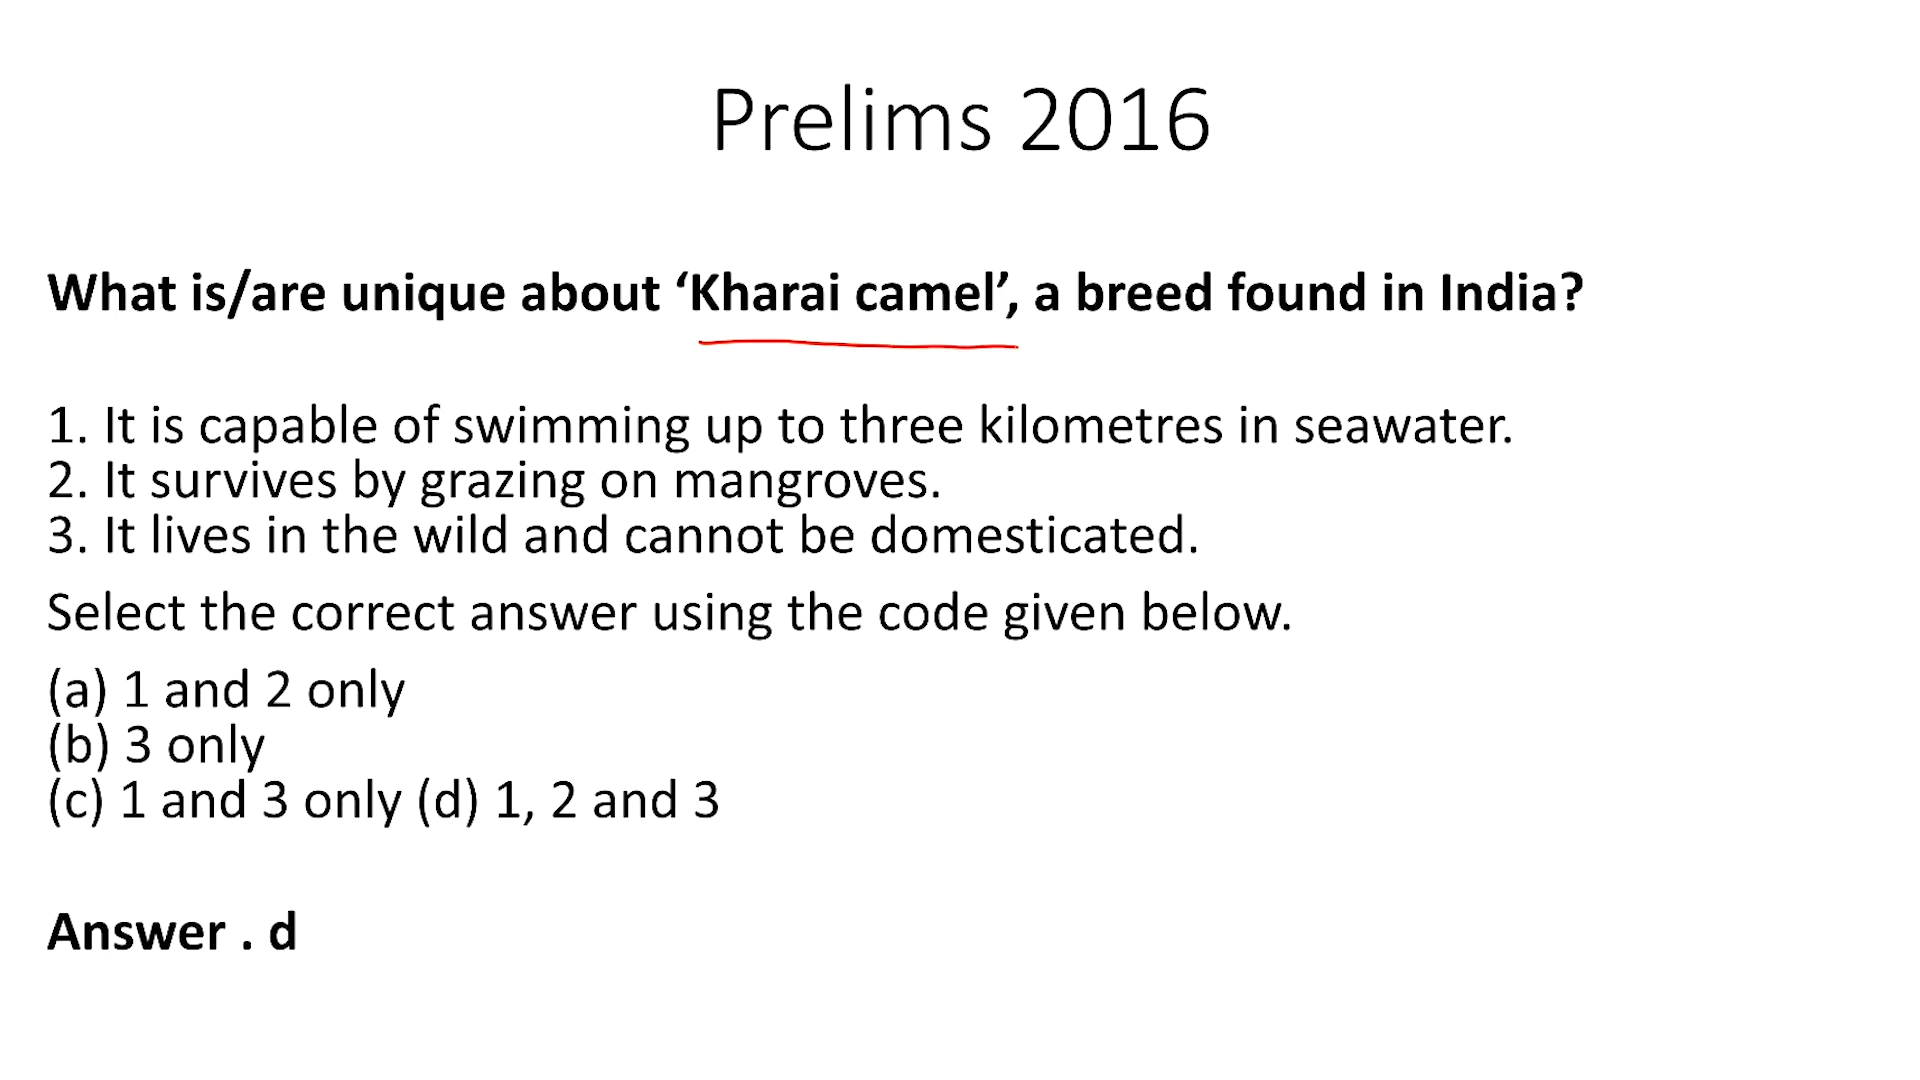 Prelims 2016
What is/are unique about ‘Kharai camel’, a breed found in India?
1. It is capable of swimming up to three kilometres in seawater.
2. It survives by grazing on mangroves.
3. It lives in the wild and cannot be domesticated.
Select the correct answer using the code given below.
(a) 1 and 2 only
(b) 3 only
(c) 1 and 3 only (d) 1, 2 and 3
Answer . d